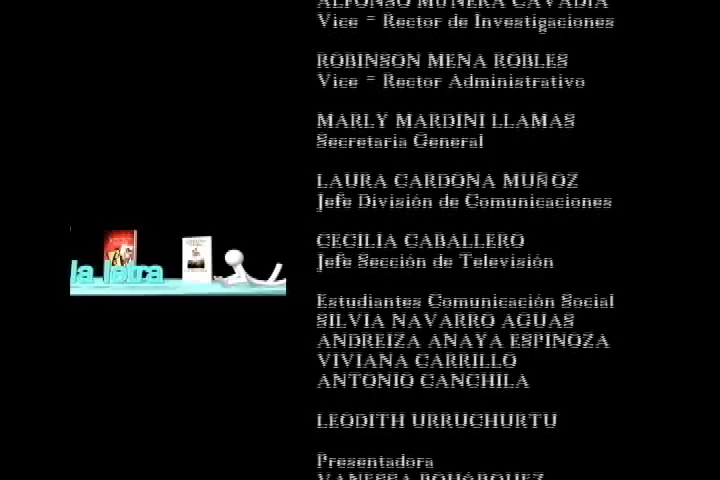 ALFONSO MUNERA CAVADIA
Vice - Rector de Investigaciones
ROBINSON MENA ROBLES
Vice - Rector Administrativo
MARLY MARDINI LLAMAS
Secretaria General
LAURA CARDONA MUÑOZ
Jefe División de Comunicaciones
CECILIA CABALLERO
Jefe Sección de Televisión
Estudiantes Comunicación Social
SILVIA NAVARRO AGUAS
ANDREIZA ANAYA ESPINOZA
VIVIANA CARRILLO
ANTONIO CANCHILA
LEODITH URRUCHURTU
Presentadora
VANESSA BOHÓRQUEZ
la letra